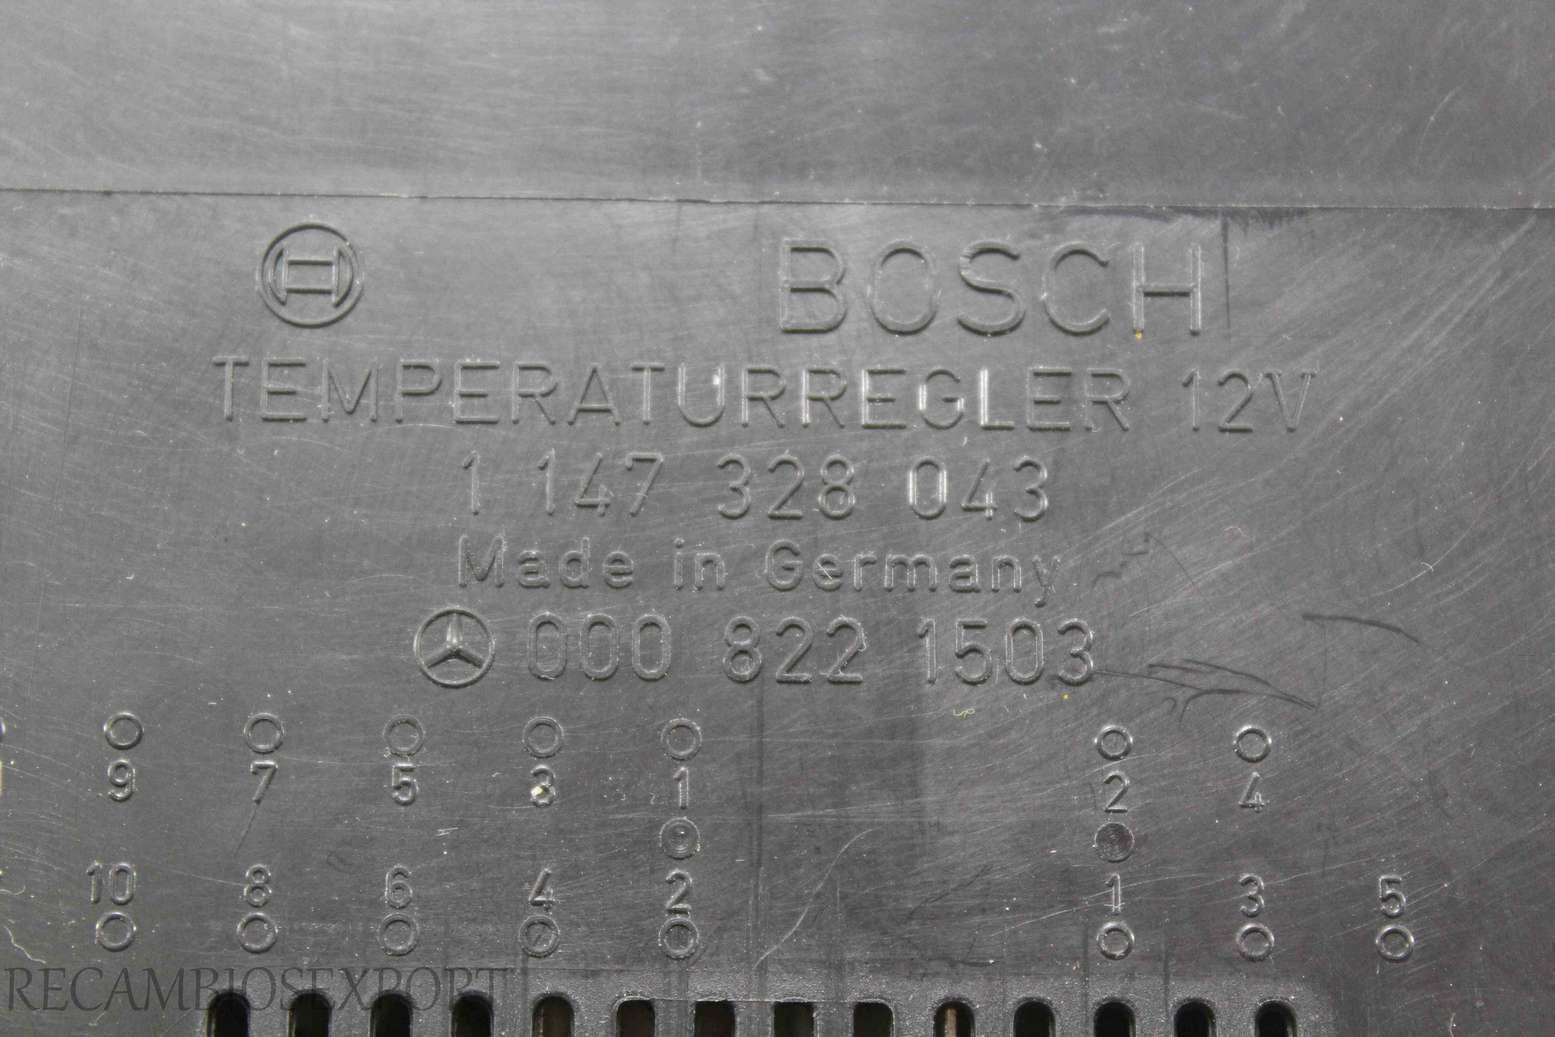 BOSCH
TEMPERATURREGLER 12V
1 147 328 043
Made in Germany
000 822 1503
9 7 5 3 1 2 4
10 8 6 4 2 1 3 5
RECAMBIOSEXPORT